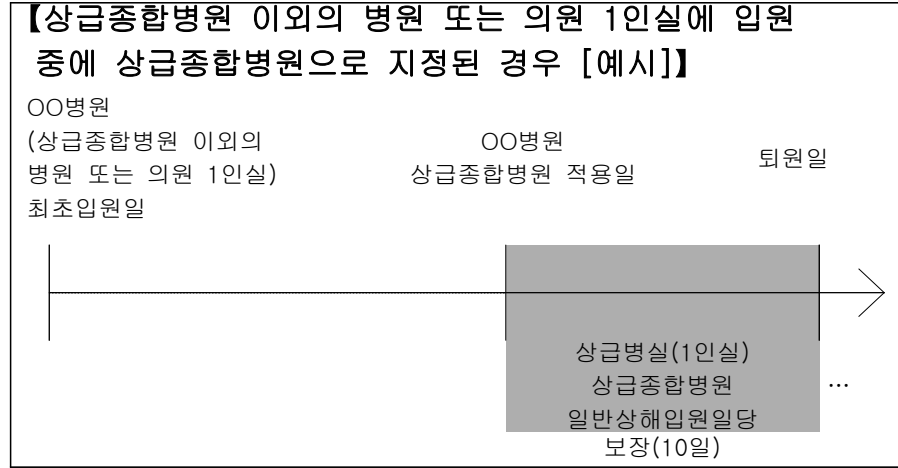 【상급종합병원 이외의 병원 또는 의원 1인실에 입원
중에 상급종합병원으로 지정된 경우 [예시]】
OO병원
(상급종합병원 이외의
병원 또는 의원 1인실)
최초입원일
OO병원
상급종합병원 적용일
퇴원일
상급병실(1인실)
상급종합병원
일반상해입원일당
보장(10일)
…